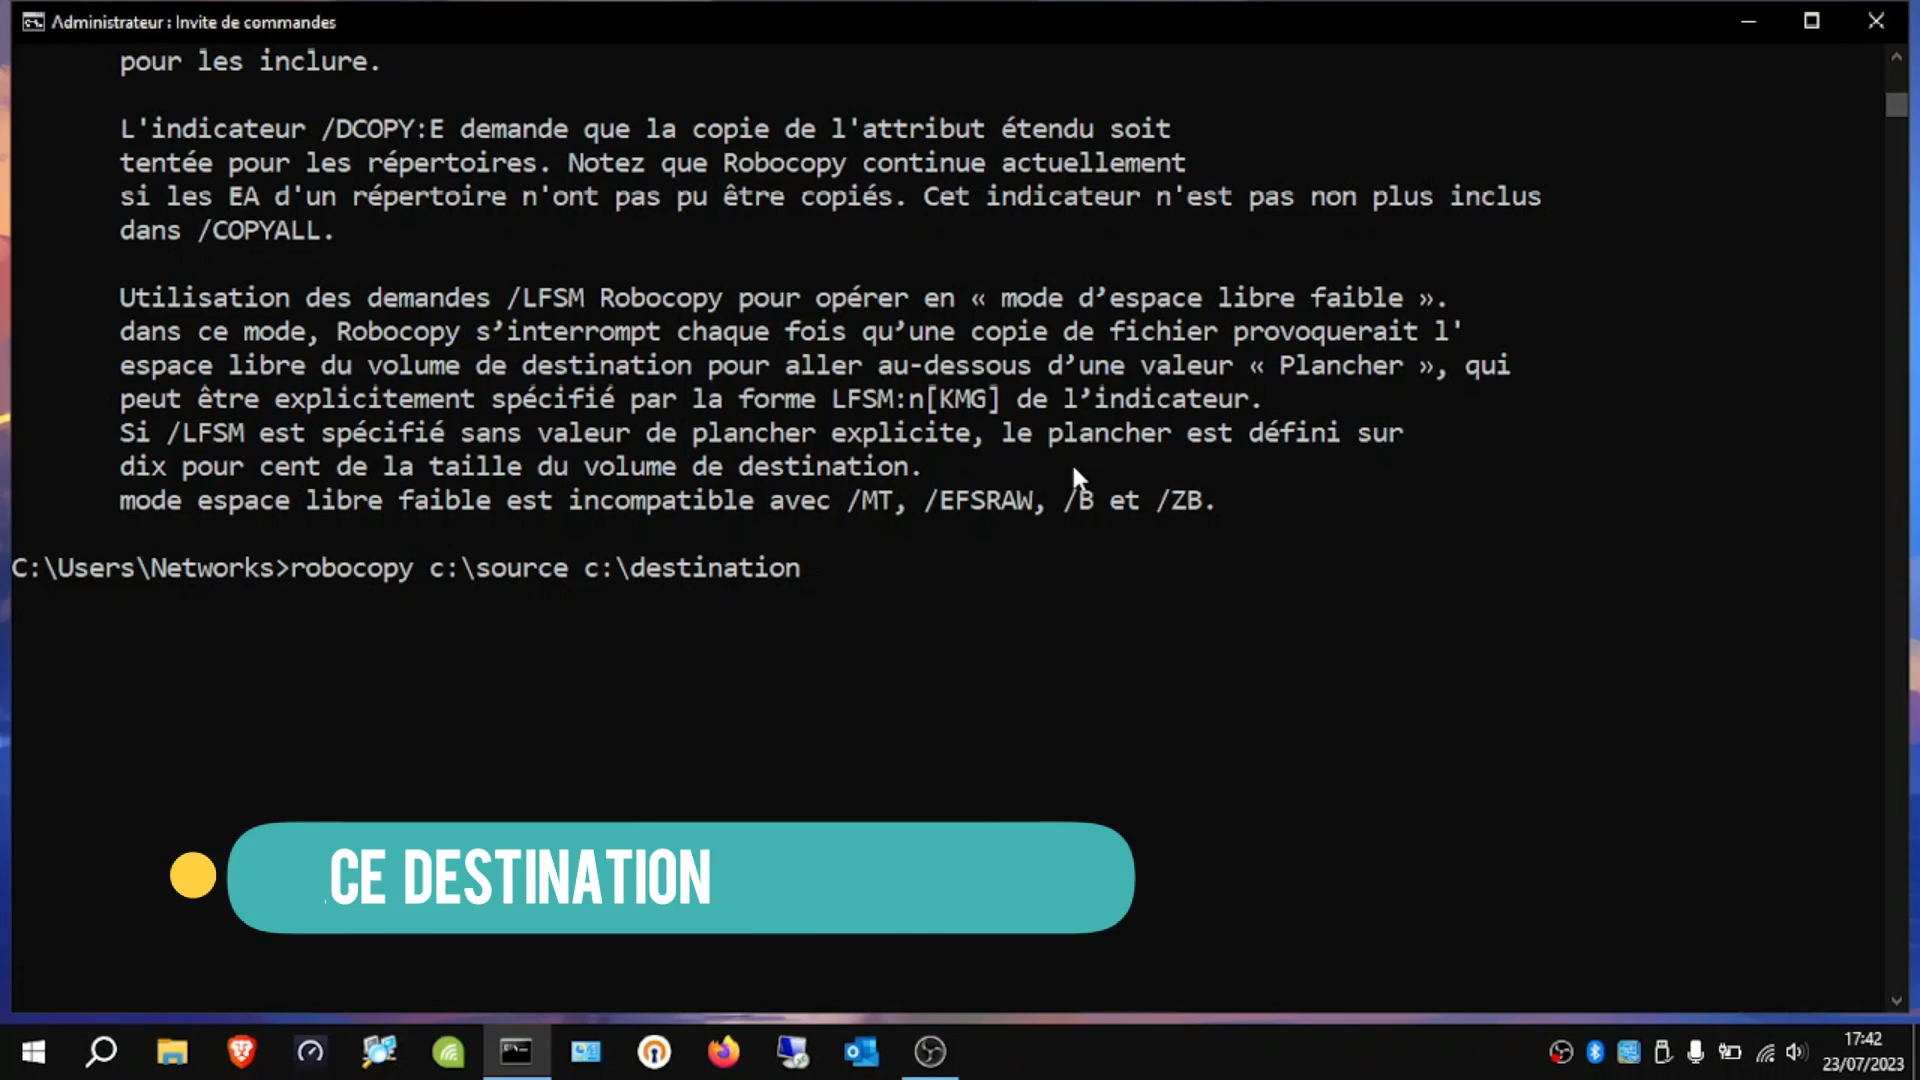 Administrateur : Invite de commandes
pour les inclure.
L'indicateur /DCOPY:E demande que la copie de l'attribut étendu soit
tentée pour les répertoires. Notez que Robocopy continue actuellement
si les EA d'un répertoire n'ont pas pu être copiés. Cet indicateur n'est pas non plus inclus
dans /COPYALL.
Utilisation des demandes /LFSM Robocopy pour opérer en « mode d’espace libre faible ».
dans ce mode, Robocopy s’interrompt chaque fois qu’une copie de fichier provoquerait l'
espace libre du volume de destination pour aller au-dessous d’une valeur « Plancher », qui
peut être explicitement spécifié par la forme LFSM:n[KMG] de l’indicateur.
Si /LFSM est spécifié sans valeur de plancher explicite, le plancher est défini sur
dix pour cent de la taille du volume de destination.
mode espace libre faible est incompatible avec /MT, /EFSRAW, /B et /ZB.
C:\Users\Networks>robocopy c:\source c:\destination
CE DESTINATION
17:42
23/07/2023